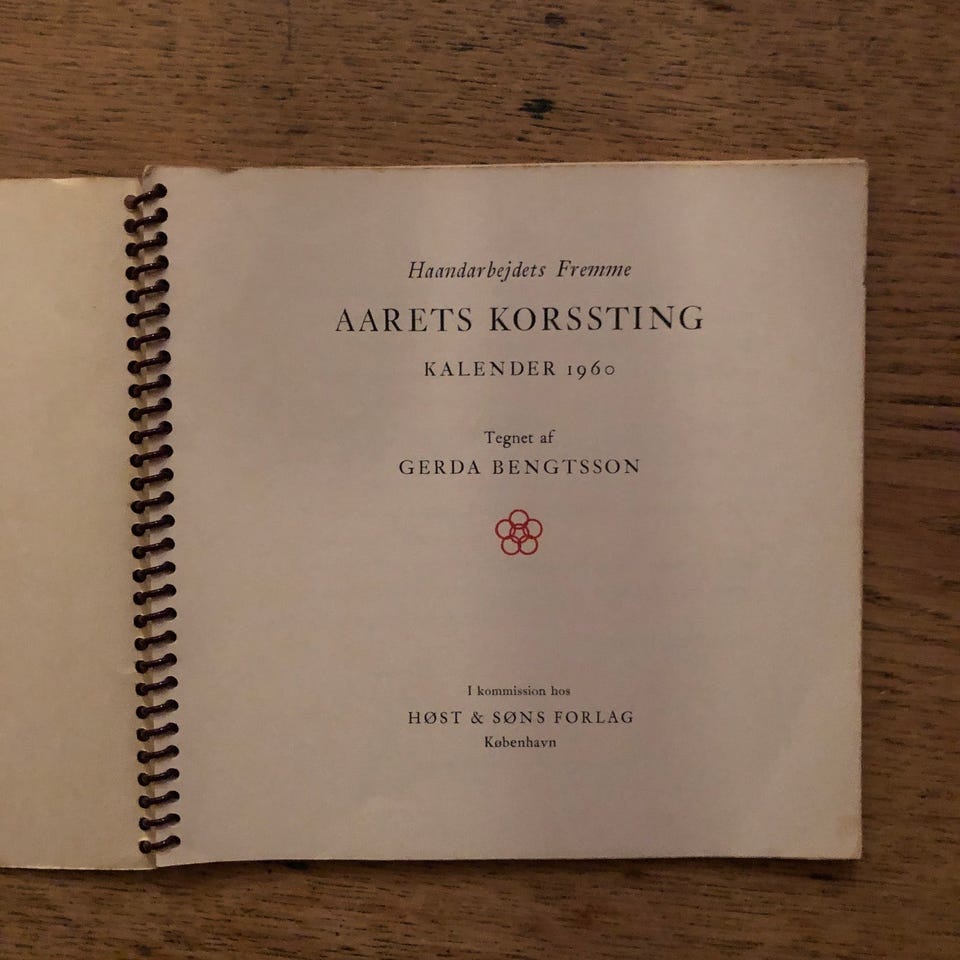 Haandarbejdets Fremme
AARETS KORSSTING
KALENDER 1960
Tegnet af
GERDA BENGTSSON
I kommission hos
HØST & SØNS FORLAG
København